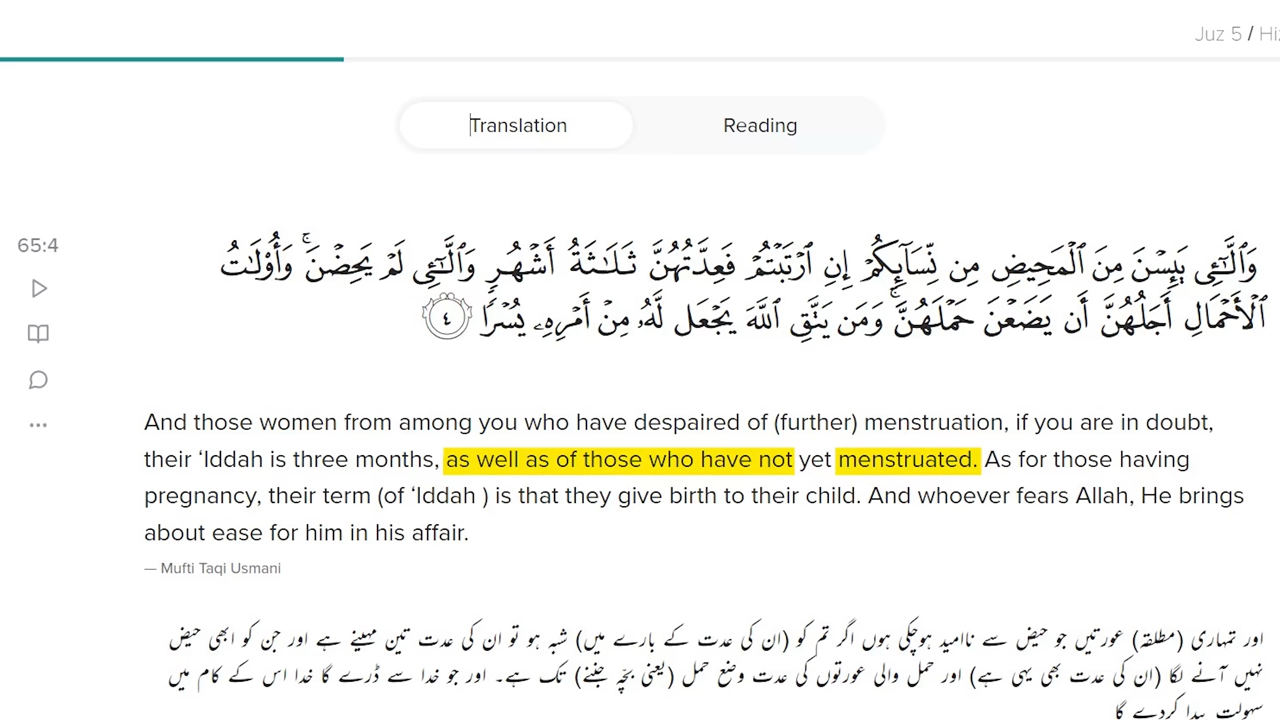 Juz 5 /
Translation
Reading
65:4
وَٱلَّـٰٓـِٔى يَئِسْنَ مِنَ ٱلْمَحِيضِ مِن نِّسَآئِكُمْ إِنِ ٱرْتَبْتُمْ فَعِدَّتُهُنَّ ثَلَـٰثَةُ أَشْهُرٍ وَٱلَّـٰٓـِٔى لَمْ يَحِضْنَ ۚ وَأُو۟لَـٰتُ
ٱلْأَحْمَالِ أَجَلُهُنَّ أَن يَضَعْنَ حَمْلَهُنَّ ۚ وَمَن يَتَّقِ ٱللَّهَ يَجْعَل لَّهُۥ مِنْ أَمْرِهِۦ يُسْرًا ٤
And those women from among you who have despaired of (further) menstruation, if you are in doubt,
their ‘Iddah is three months, as well as of those who have not yet menstruated. As for those having
pregnancy, their term (of ‘Iddah ) is that they give birth to their child. And whoever fears Allah, He brings
about ease for him in his affair.
— Mufti Taqi Usmani
اور تمہاری (مطلقہ) عورتیں جو حیض سے ناامید ہوچکی ہوں اگر تم کو (ان کی عدت کے بارے میں) شبہ ہو تو ان کی عدت تین مہینے ہے اور جن کو ابھی حیض
نہیں آنے لگا (ان کی عدت بھی یہی ہے) اور حمل والی عورتوں کی عدت وضع حمل (یعنی بچّہ جننے) تک ہے۔ اور جو خدا سے ڈرے گا خدا اس کے کام میں
سہولت پیدا کردے گا